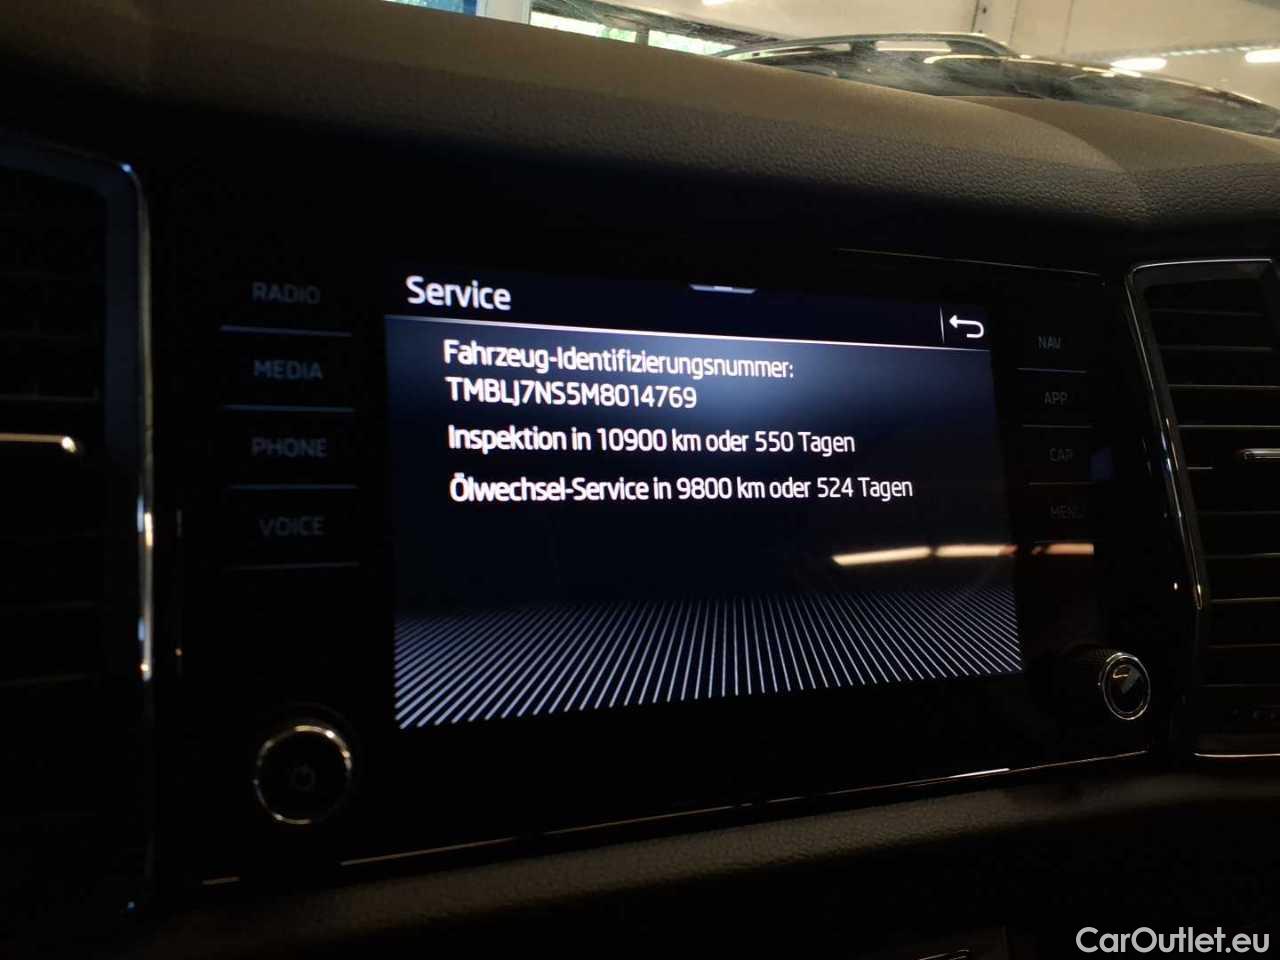 Service
Fahrzeug-Identifizierungsnummer:
TMBLJ7NS5M8014769
Inspektion in 10900 km oder 550 Tagen
Ölwechsel-Service in 9800 km oder 524 Tagen
RADIO
MEDIA
PHONE
VOICE
NAV
APP
CAR
MENU
CarOutlet.eu